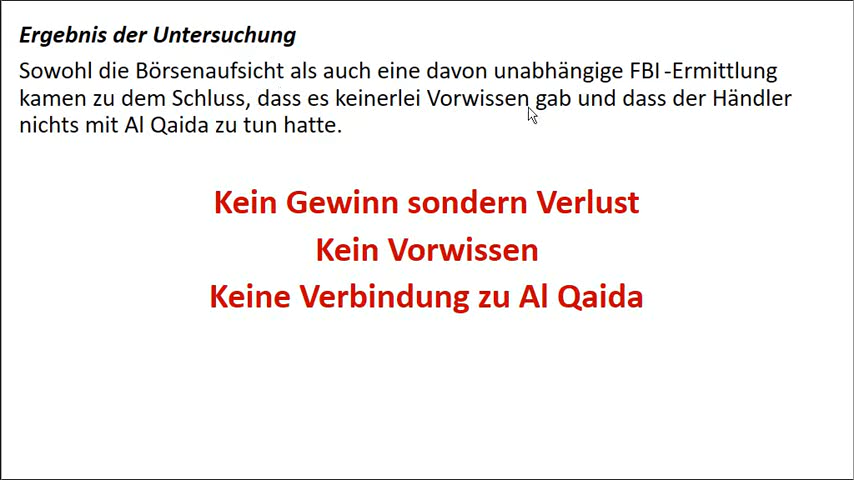 Ergebnis der Untersuchung
Sowohl die Börsenaufsicht als auch eine davon unabhängige FBI-Ermittlung
kamen zu dem Schluss, dass es keinerlei Vorwissen gab und dass der Händler
nichts mit Al Qaida zu tun hatte.
Kein Gewinn sondern Verlust
Kein Vorwissen
Keine Verbindung zu Al Qaida